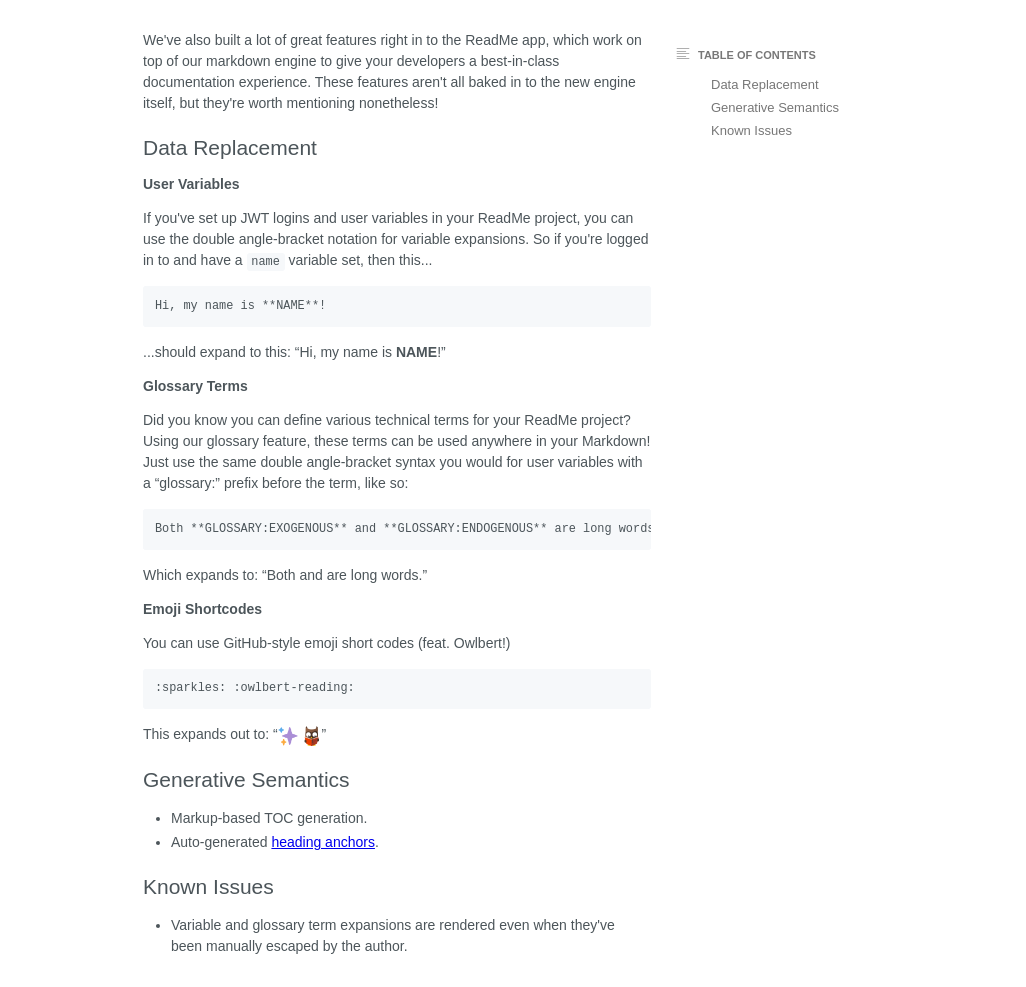 We've also built a lot of great features right in to the ReadMe app, which work on
top of our markdown engine to give your developers a best-in-class
documentation experience. These features aren't all baked in to the new engine
itself, but they're worth mentioning nonetheless!
TABLE OF CONTENTS
Data Replacement
Generative Semantics
Known Issues
Data Replacement
User Variables
If you've set up JWT logins and user variables in your ReadMe project, you can
use the double angle-bracket notation for variable expansions. So if you're logged
in to and have a name variable set, then this...
Hi, my name is **NAME**!
...should expand to this: “Hi, my name is NAME!”
Glossary Terms
Did you know you can define various technical terms for your ReadMe project?
Using our glossary feature, these terms can be used anywhere in your Markdown!
Just use the same double angle-bracket syntax you would for user variables with
a “glossary:” prefix before the term, like so:
Both **GLOSSARY:EXOGENOUS** and **GLOSSARY:ENDOGENOUS** are long words
Which expands to: “Both and are long words.”
Emoji Shortcodes
You can use GitHub-style emoji short codes (feat. Owlbert!)
:sparkles: :owlbert-reading:
This expands out to: “✨ ”
Generative Semantics
• Markup-based TOC generation.
• Auto-generated heading anchors.
Known Issues
• Variable and glossary term expansions are rendered even when they've
been manually escaped by the author.